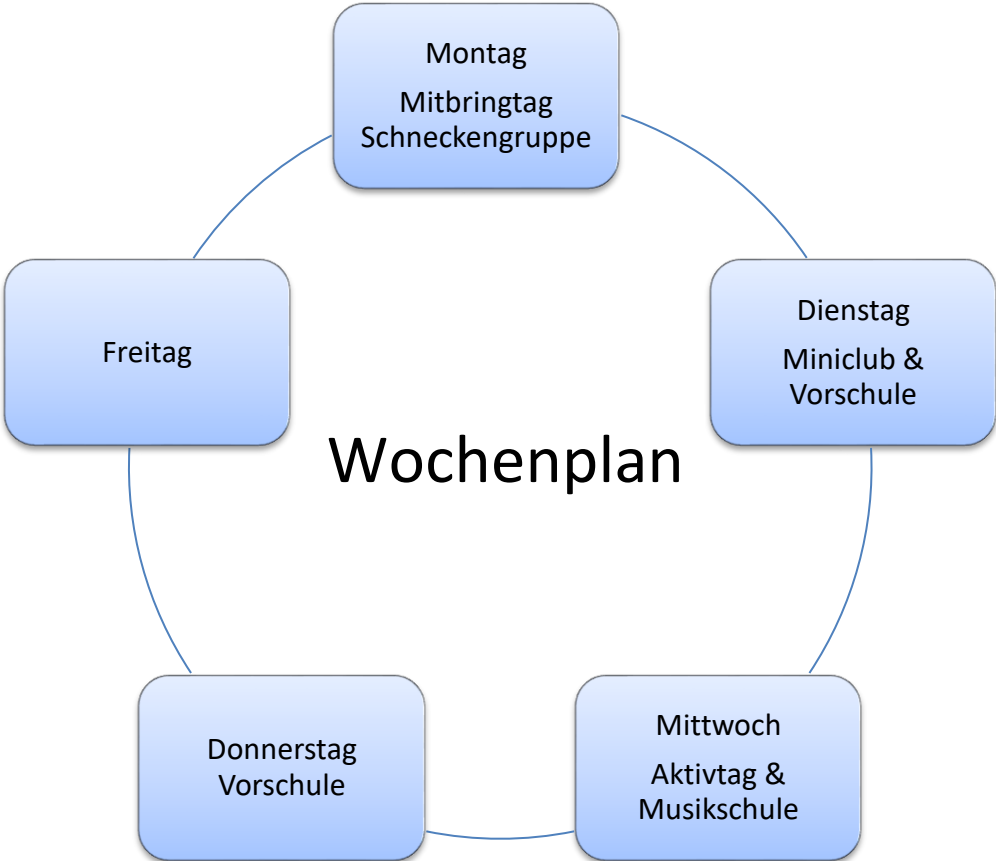 Montag
Mitbringtag
Schneckengruppe
Dienstag
Miniclub &
Vorschule
Mittwoch
Aktivtag &
Musikschule
Donnerstag
Vorschule
Freitag
Wochenplan